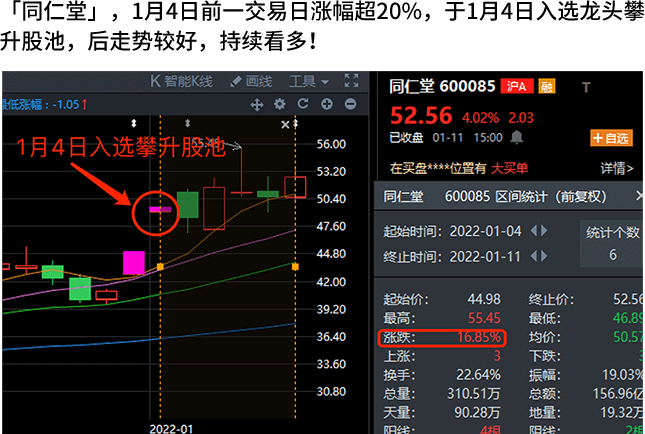 「同仁堂」，1月4日前一交易日涨幅超20%，于1月4日入选龙头攀
升股池，后走势较好，持续看多！
K 智能K线 画线 工具
最低涨幅：-1.05↑
1月4日入选攀升股池
56.00
53.20
50.40
47.60
44.80
42.00
39.20
36.40
33.60
30.80
2022-01
同仁堂 600085 沪A 融 T
52.56 4.02% 2.03
已收盘 01-11 15:00 +自选
在买盘****位置有 大买单 详情>
同仁堂 600085 区间统计（前复权）
起始时间：2022-01-04
终止时间：2022-01-11
统计个数
6
起始价： 44.98 终止价： 52.56
最高： 55.45 最低： 46.89
涨跌： 16.85% 均价： 50.57
上涨： 3 下跌： 3
换手： 22.64% 振幅： 19.03%
总量： 310.51万 总额： 156.96亿
天量： 90.28万 地量： 19.32万
阳线： 4根 阴线： 2根